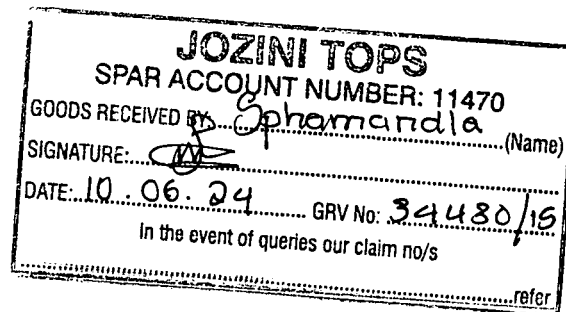 JOZINI TOPS
SPAR ACCOUNT NUMBER: 11470
GOODS RECEIVED BY: Sphamandla (Name)
SIGNATURE:
DATE: 10.06.24 GRV No: 34480/15
In the event of queries our claim no/s
refer